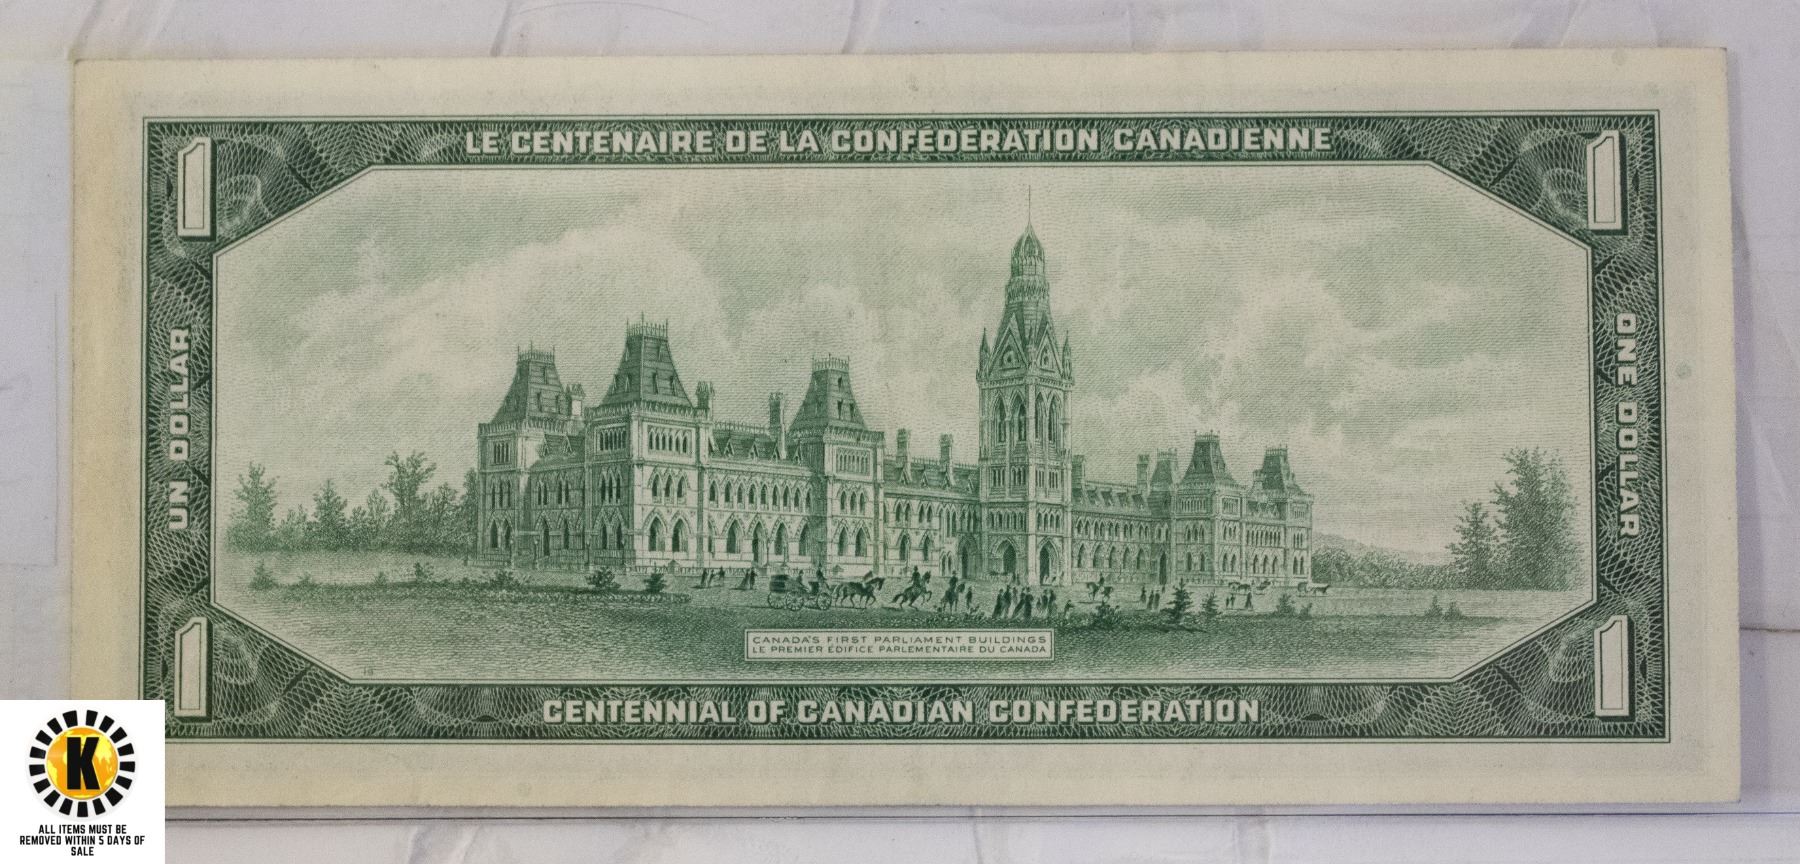 LE CENTENAIRE DE LA CONFÉDÉRATION CANADIENNE
1
1
UN DOLLAR
ONE DOLLAR
CANADA'S FIRST PARLIAMENT BUILDINGS
LE PREMIER ÉDIFICE PARLEMENTAIRE DU CANADA
1
1
CENTENNIAL OF CANADIAN CONFEDERATION
K
ALL ITEMS MUST BE
REMOVED WITHIN 5 DAYS OF
SALE